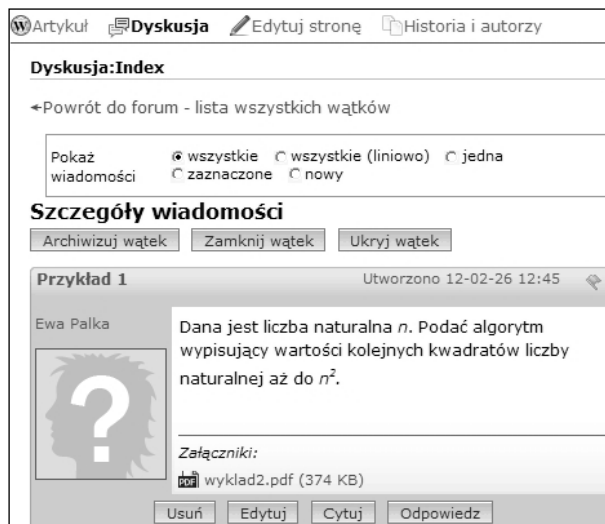 Artykuł Dyskusja Edytuj stronę Historia i autorzy
Dyskusja:Index
Powrót do forum - lista wszystkich wątków
Pokaż wiadomości
wszystkie wszystkie (liniowo) jedna
zaznaczone nowy
Szczegóły wiadomości
Archiwizuj wątek Zamknij wątek Ukryj wątek
Przykład 1 Utworzono 12-02-26 12:45
Ewa Palka
Dana jest liczba naturalna n. Podać algorytm
wypisujący wartości kolejnych kwadratów liczby
naturalnej aż do n².
Załączniki:
PDF wyklad2.pdf (374 KB)
Usuń Edytuj Cytuj Odpowiedz